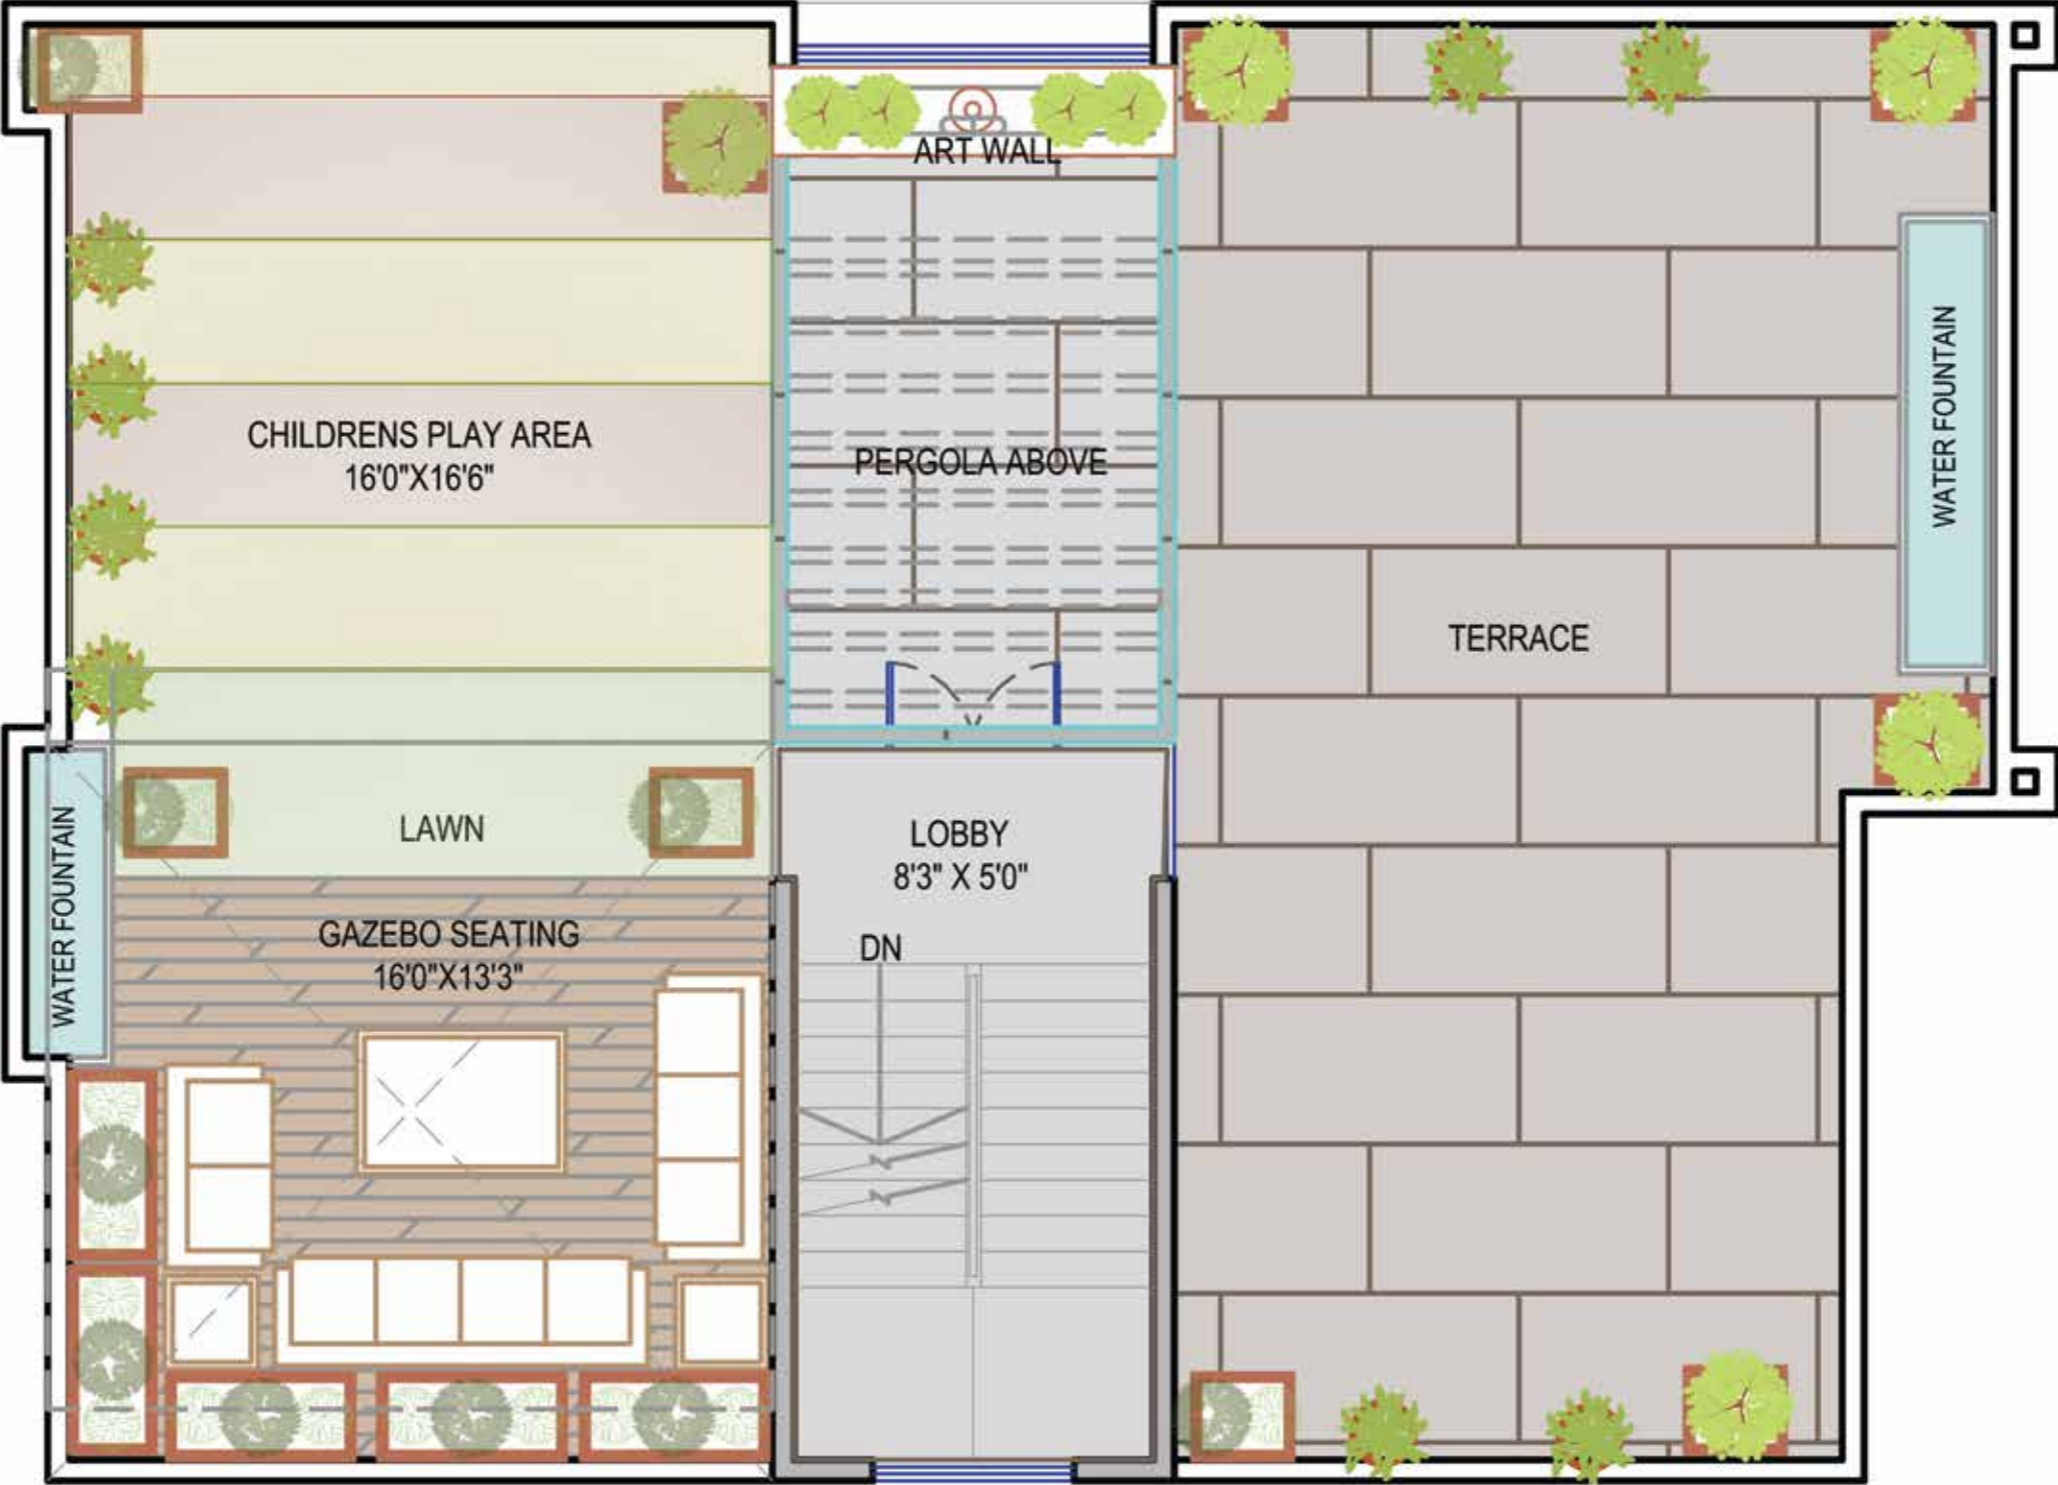 ART WALL
CHILDRENS PLAY AREA
16'0"X16'6"
PERGOLA ABOVE
WATER FOUNTAIN
TERRACE
LAWN
LOBBY
8'3" X 5'0"
WATER FOUNTAIN
GAZEBO SEATING
16'0"X13'3"
DN